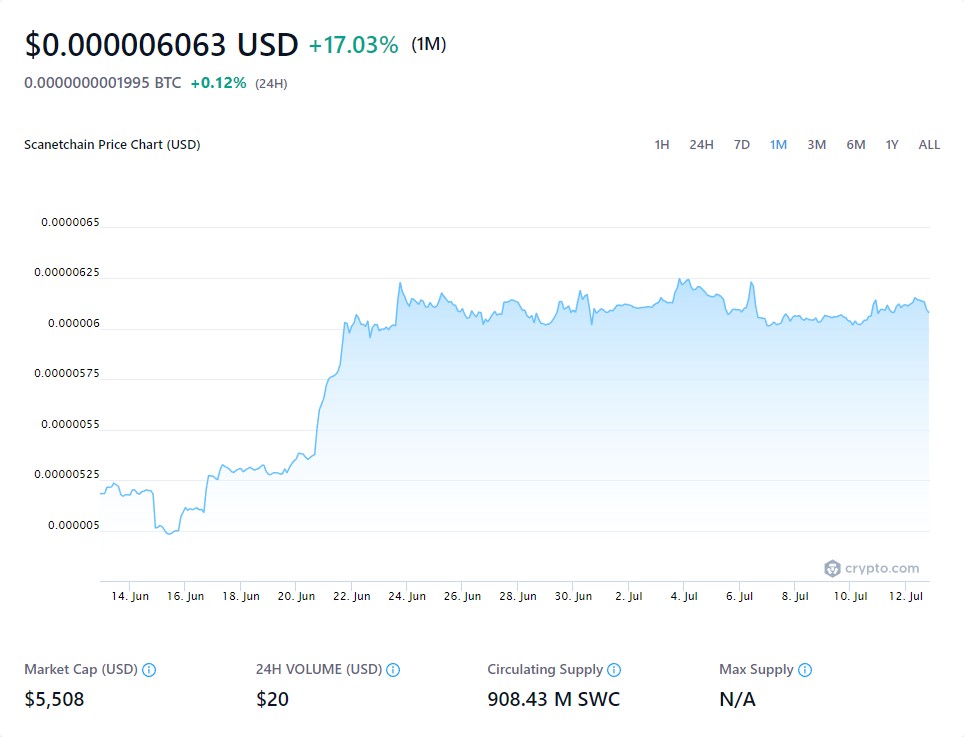 $0.000006063 USD +17.03% (1M)
0.0000000001995 BTC +0.12% (24H)
Scanetchain Price Chart (USD) 1H 24H 7D 1M 3M 6M 1Y ALL
0.0000065
0.00000625
0.000006
0.00000575
0.0000055
0.00000525
0.000005
crypto.com
14. Jun 16. Jun 18. Jun 20. Jun 22. Jun 24. Jun 26. Jun 28. Jun 30. Jun 2. Jul 4. Jul 6. Jul 8. Jul 10. Jul 12. Jul
Market Cap (USD) 24H VOLUME (USD) Circulating Supply Max Supply
$5,508 $20 908.43 M SWC N/A